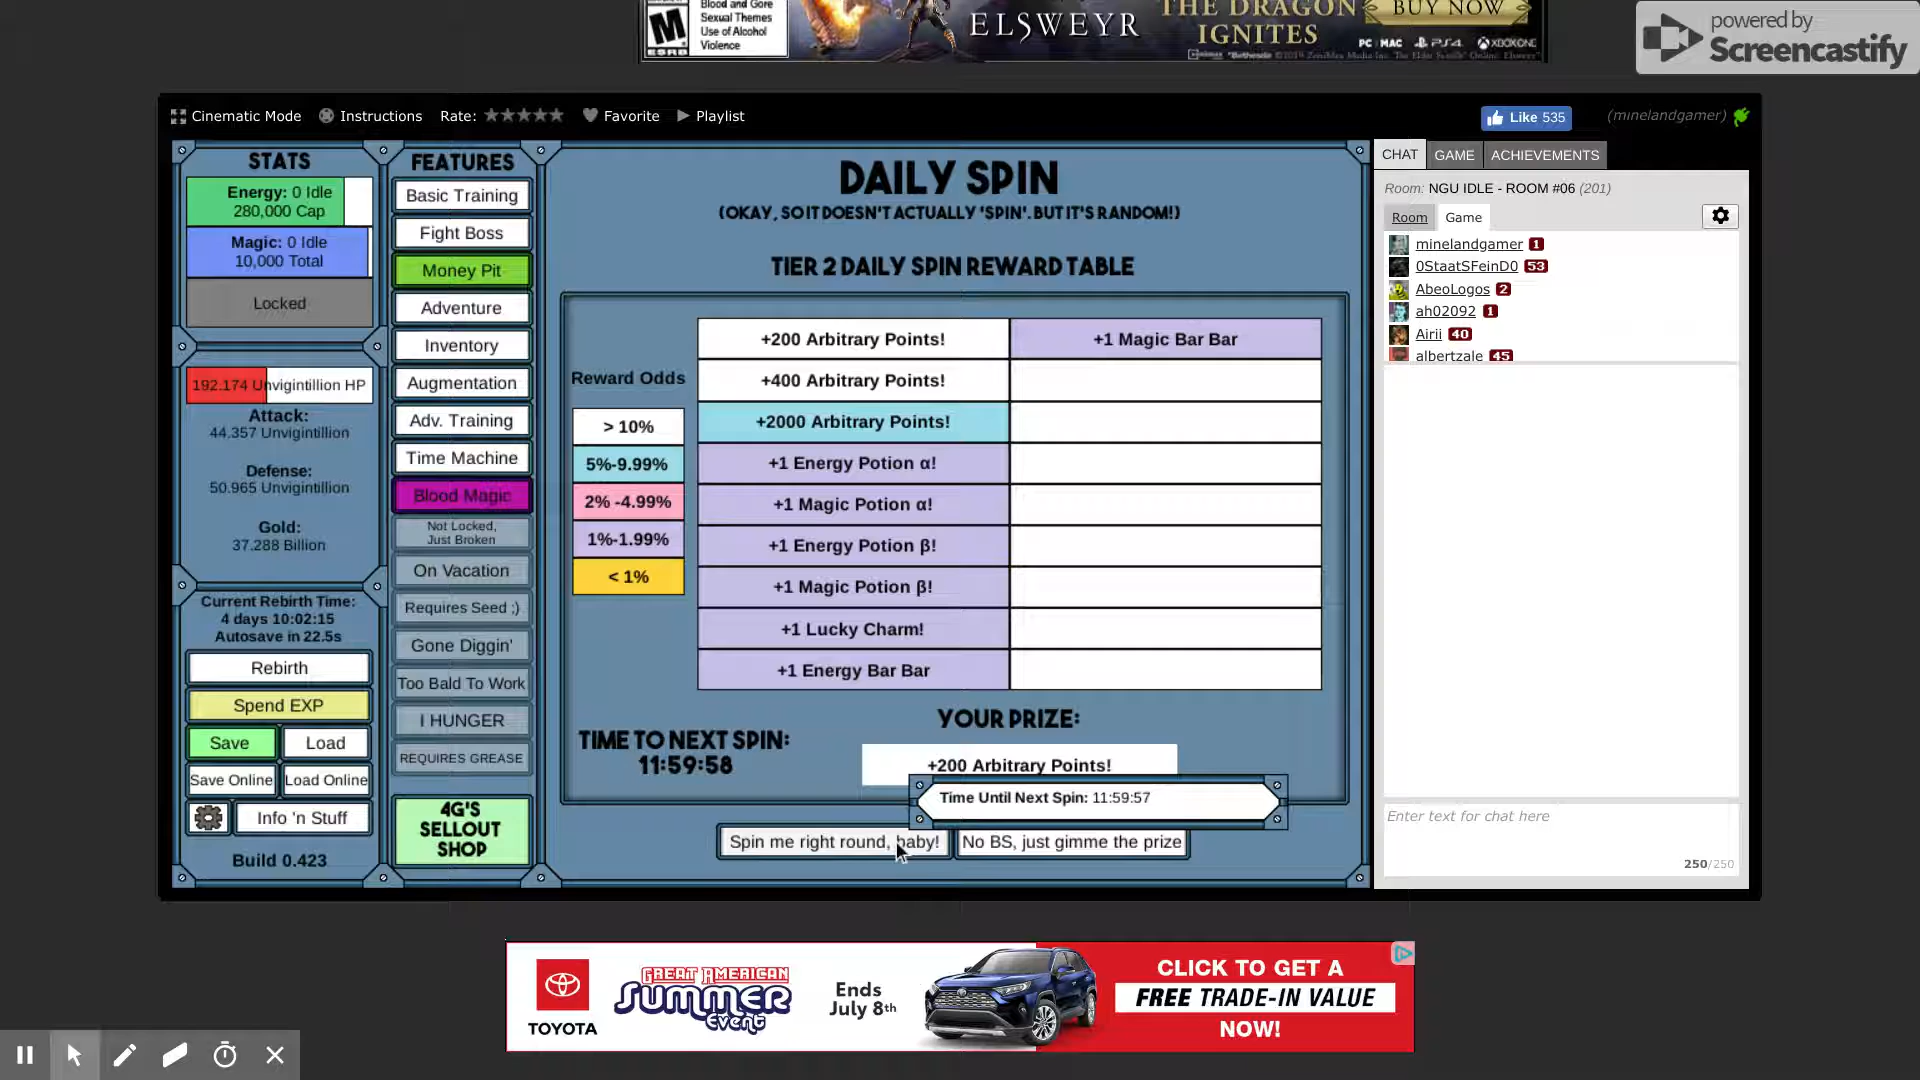 Blood and Gore
Sexual Themes
Use of Alcohol
Violence
ESRB
ELSWEYR
THE DRAGON
IGNITES
BUY NOW
PC MAC PS4 XBOXONE
powered by
Screencastify
Cinematic Mode
Instructions
Rate:
Favorite
Playlist
Like 535
(minelandgamer)
STATS
Energy: 0 Idle
280,000 Cap
Magic: 0 Idle
10,000 Total
Locked
192.174 Unvigintillion HP
Attack:
44.357 Unvigintillion
Defense:
50.965 Unvigintillion
Gold:
37.288 Billion
Current Rebirth Time:
4 days 10:02:15
Autosave in 22.5s
Rebirth
Spend EXP
Save
Load
Save Online
Load Online
Info 'n Stuff
Build 0.423
FEATURES
Basic Training
Fight Boss
Money Pit
Adventure
Inventory
Augmentation
Adv. Training
Time Machine
Blood Magic
Not Locked,
Just Broken
On Vacation
Requires Seed ;)
Gone Diggin'
Too Bald To Work
I HUNGER
REQUIRES GREASE
4G'S
SELLOUT
SHOP
DAILY SPIN
(OKAY, SO IT DOESN'T ACTUALLY 'SPIN'. BUT IT'S RANDOM!)
TIER 2 DAILY SPIN REWARD TABLE
Reward Odds
> 10%
5%-9.99%
2% -4.99%
1%-1.99%
< 1%
+200 Arbitrary Points!
+1 Magic Bar Bar
+400 Arbitrary Points!
+2000 Arbitrary Points!
+1 Energy Potion α!
+1 Magic Potion α!
+1 Energy Potion β!
+1 Magic Potion β!
+1 Lucky Charm!
+1 Energy Bar Bar
TIME TO NEXT SPIN:
11:59:58
YOUR PRIZE:
+200 Arbitrary Points!
Time Until Next Spin: 11:59:57
Spin me right round, baby!
No BS, just gimme the prize
CHAT
GAME
ACHIEVEMENTS
Room: NGU IDLE - ROOM #06 (201)
Room
Game
minelandgamer 1
0StaatSFeinD0 53
AbeoLogos 2
ah02092 1
Airii 40
albertzale 45
Enter text for chat here
250/250
TOYOTA
GREAT AMERICAN
SUMMER
Event
Ends
July 8th
CLICK TO GET A
FREE TRADE-IN VALUE
NOW!